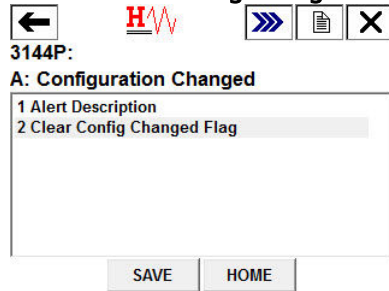 H
3144P:
A: Configuration Changed
1 Alert Description
2 Clear Config Changed Flag
SAVE HOME